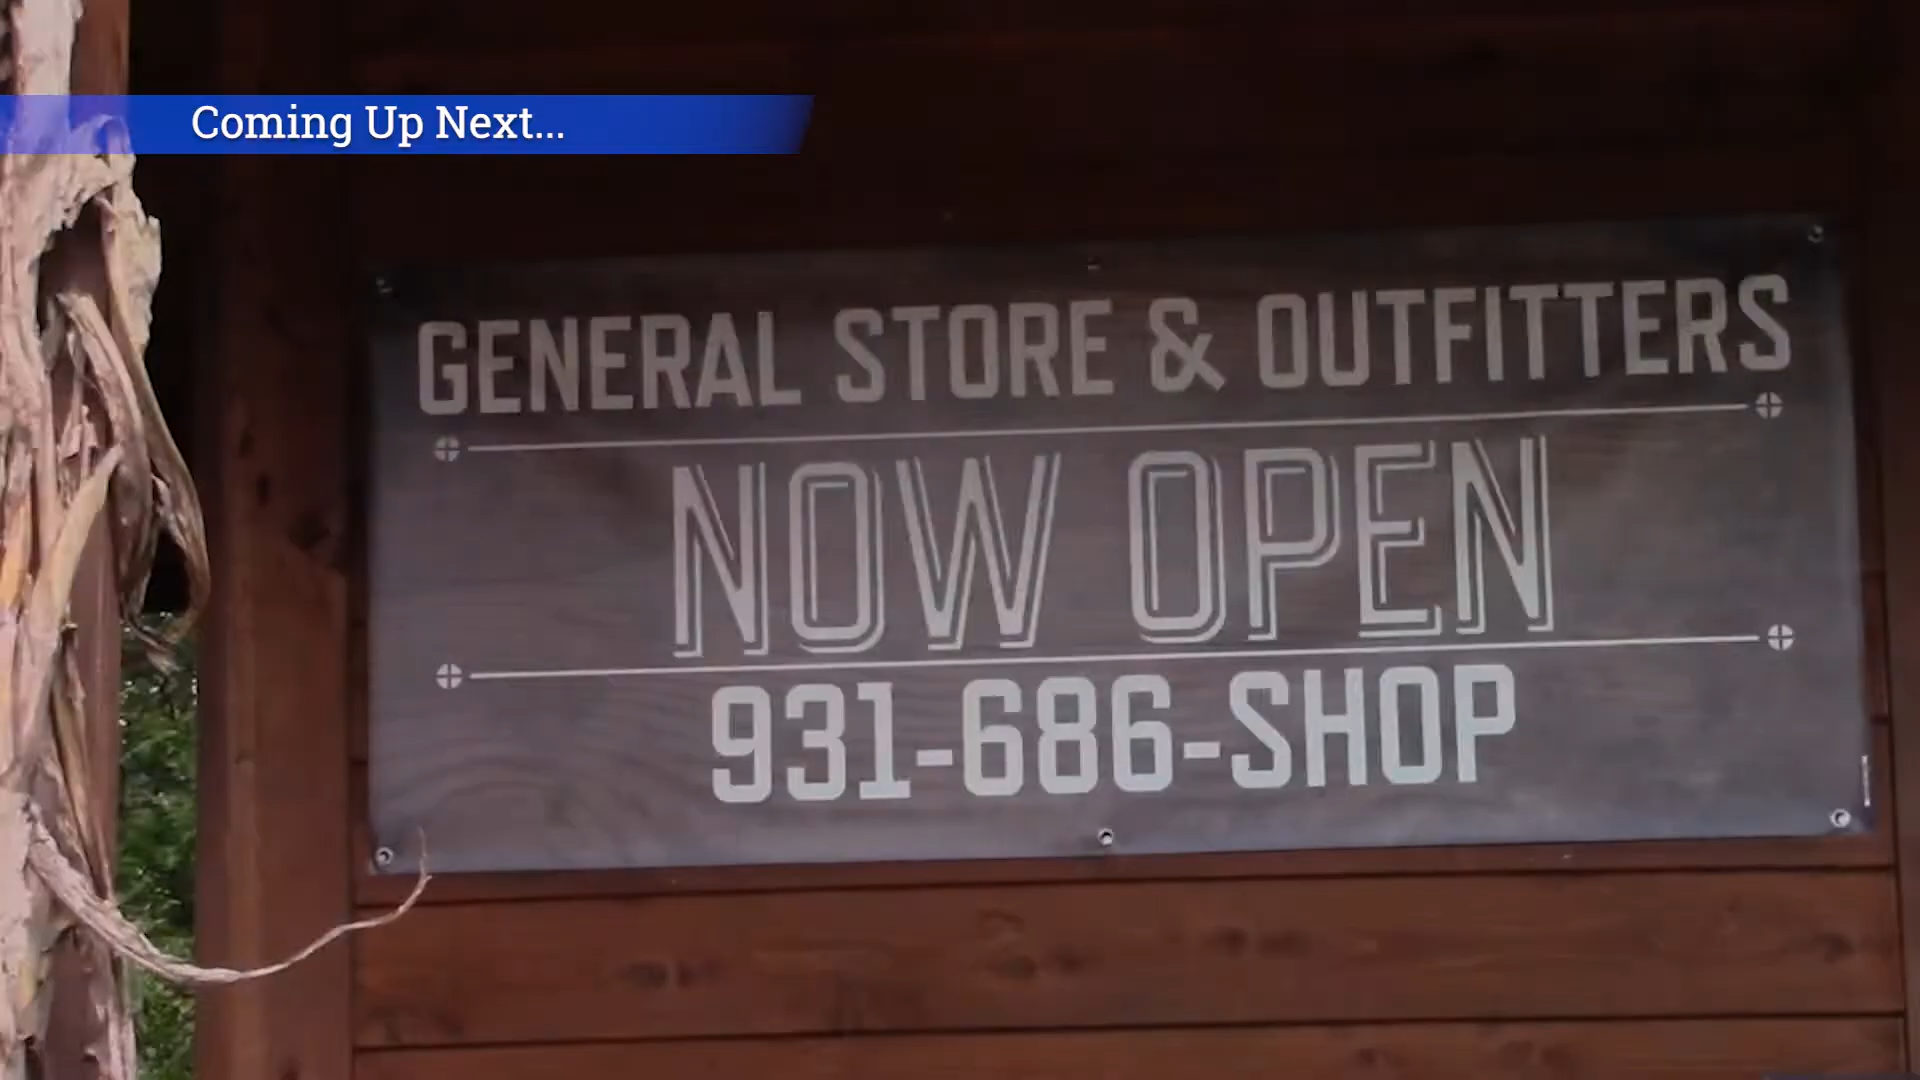 Coming Up Next...
GENERAL STORE & OUTFITTERS
NOW OPEN
931-686-SHOP